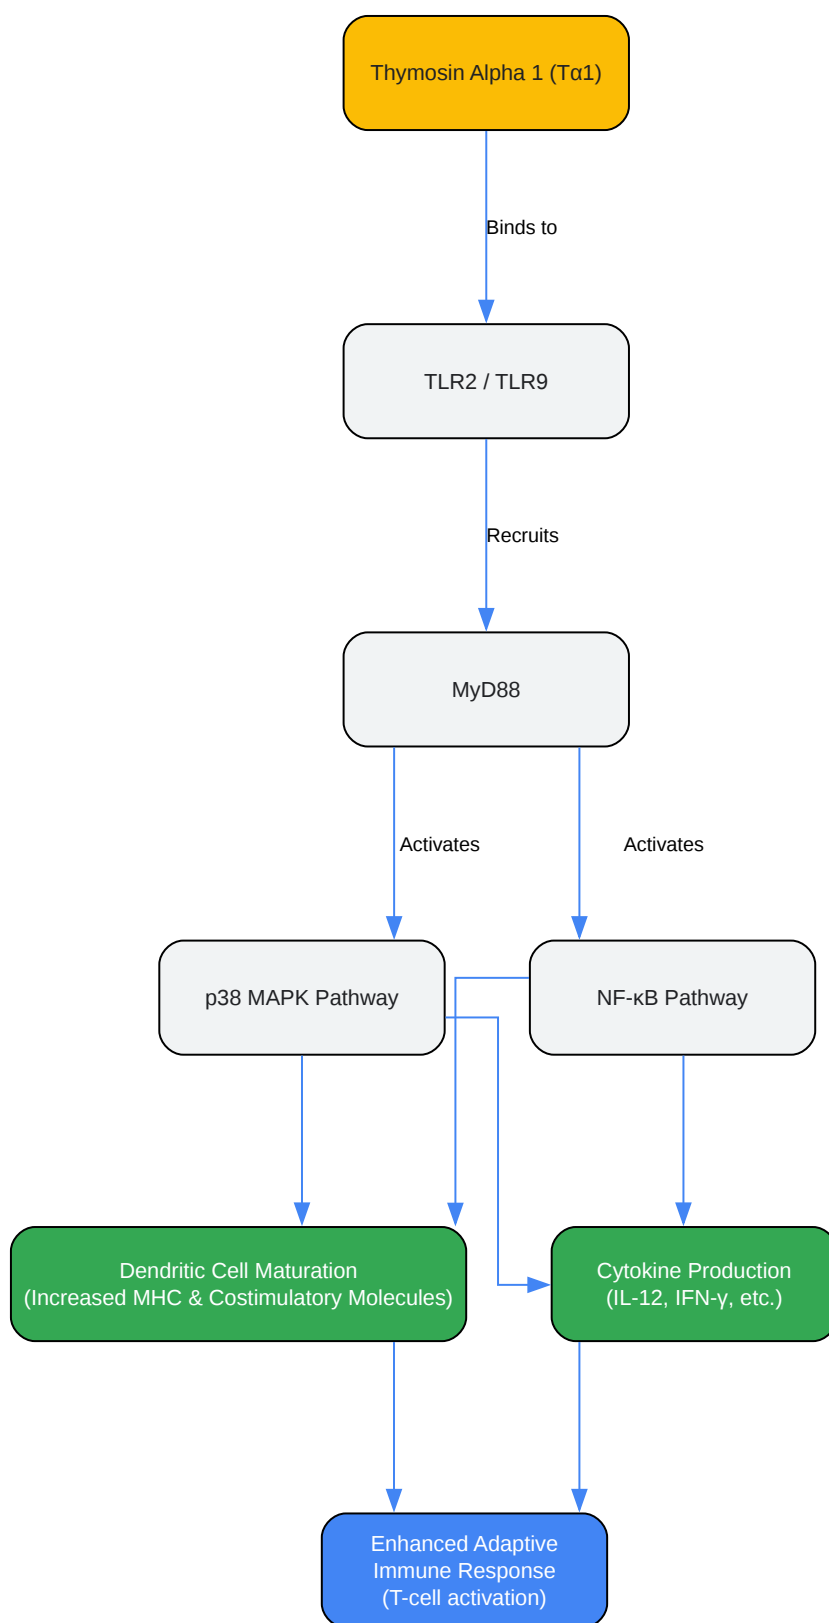 Thymosin Alpha 1 (Tα1)
Binds to
TLR2 / TLR9
Recruits
MyD88
Activates
Activates
p38 MAPK Pathway
NF-κB Pathway
Dendritic Cell Maturation
(Increased MHC & Costimulatory Molecules)
Cytokine Production
(IL-12, IFN-γ, etc.)
Enhanced Adaptive
Immune Response
(T-cell activation)